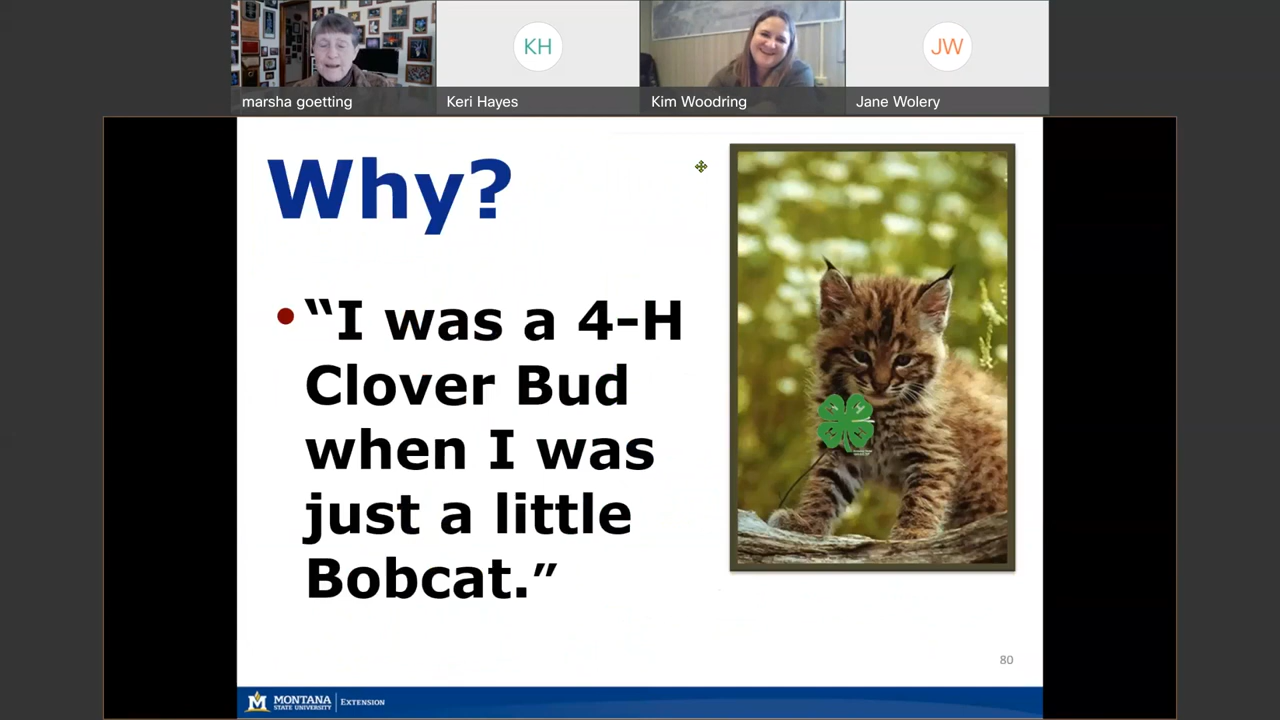 KH
JW
marsha goetting
Keri Hayes
Kim Woodring
Jane Wolery
Why?
• “I was a 4-H
Clover Bud
when I was
just a little
Bobcat.”
H H
H H
80
M MONTANA
STATE UNIVERSITY
EXTENSION